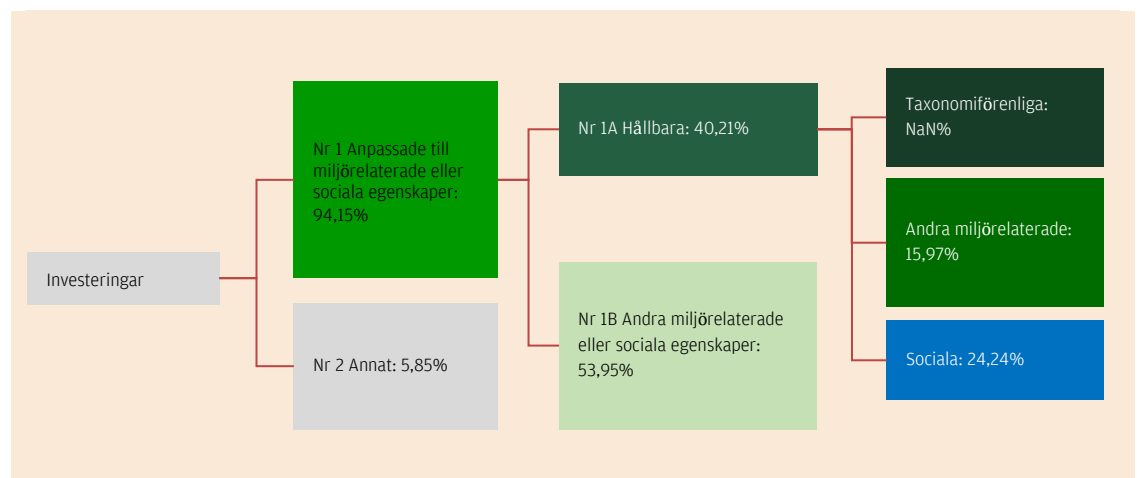 Investeringar
Nr 1 Anpassade till
miljörelaterade eller
sociala egenskaper:
94,15%
Nr 2 Annat: 5,85%
Nr 1A Hållbara: 40,21%
Nr 1B Andra miljörelaterade
eller sociala egenskaper:
53,95%
Taxonomiförenliga:
NaN%
Andra miljörelaterade:
15,97%
Sociala: 24,24%